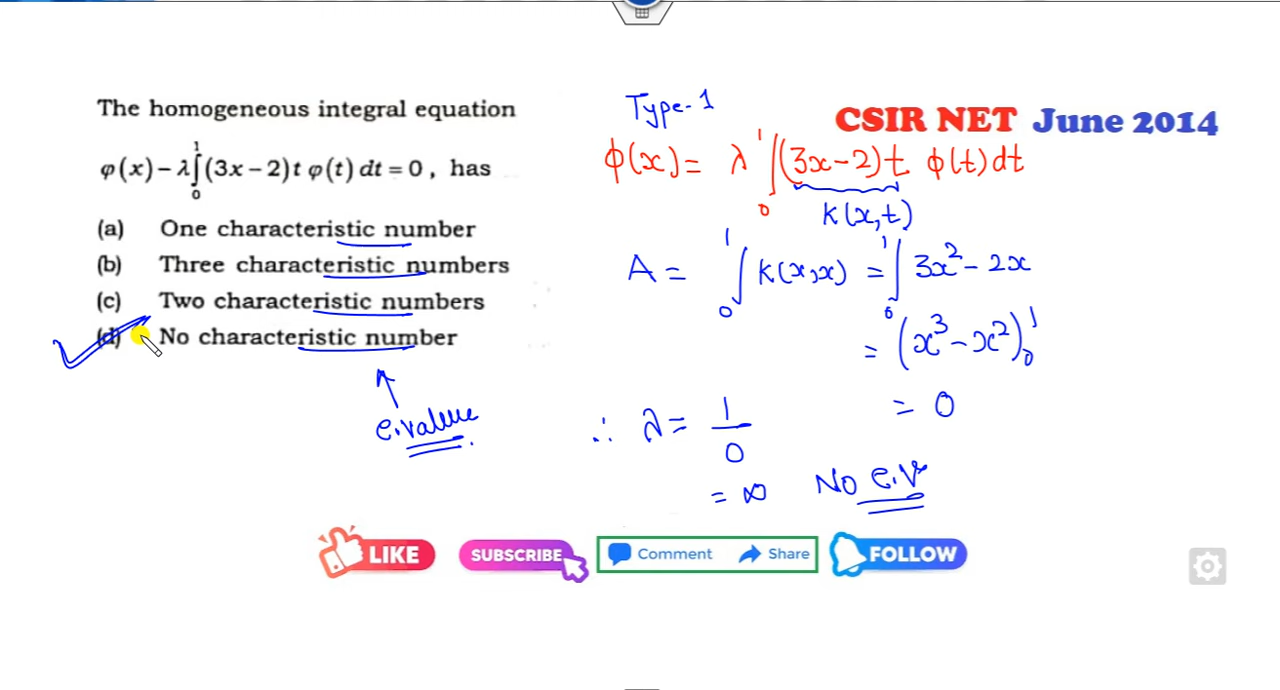 The homogeneous integral equation
φ(x) − λ∫₀¹(3x − 2) t φ(t) dt = 0 , has
(a) One characteristic number
(b) Three characteristic numbers
(c) Two characteristic numbers
(d) No characteristic number
e.value
Type-1
CSIR NET June 2014
ϕ(x) = λ ∫₀¹ (3x − 2) t ϕ(t) dt
K(x, t)
A = ∫₀¹ K(x, x) = ∫₀¹ 3x² − 2x
= (x³ − x²)₀¹
= 0
∴ λ = 1/0
= ∞ No e.v
LIKE SUBSCRIBE Comment Share FOLLOW